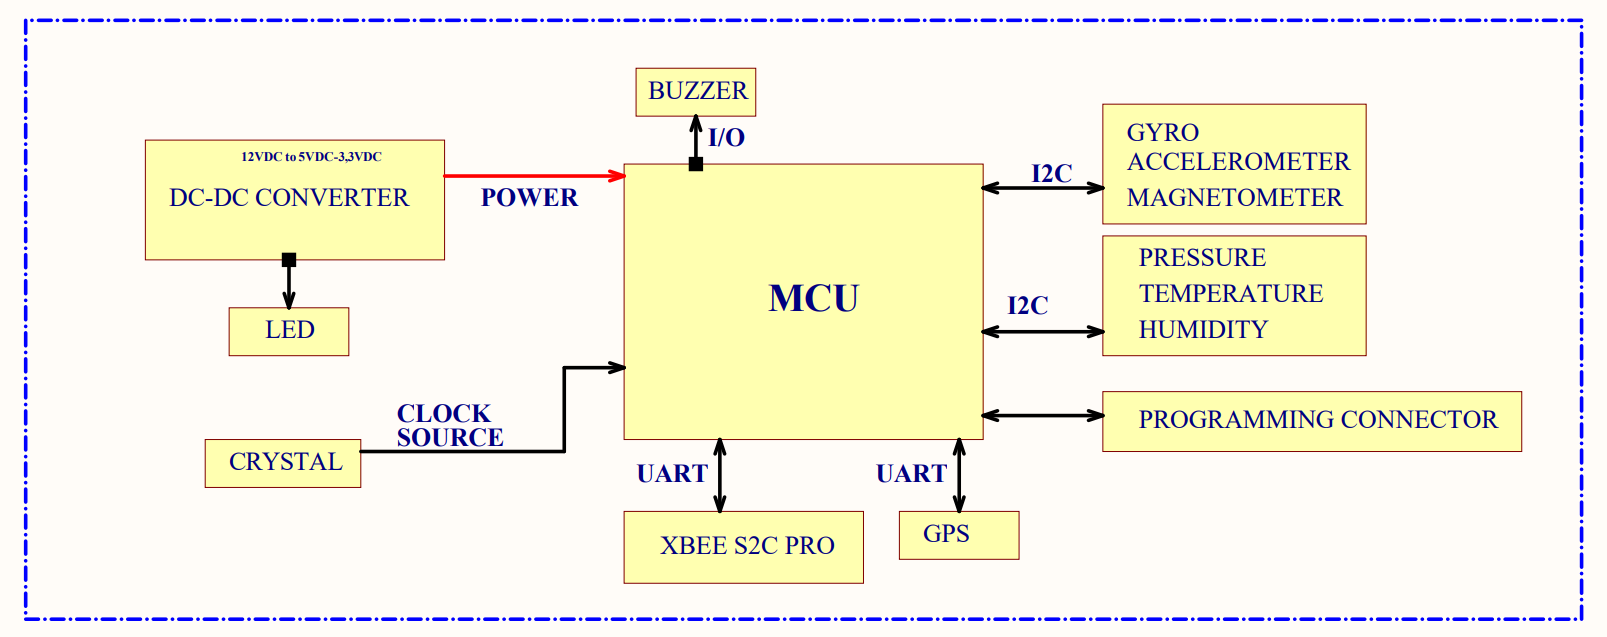 BUZZER
I/O
12VDC to 5VDC-3,3VDC
DC-DC CONVERTER
POWER
LED
MCU
I2C
GYRO
ACCELEROMETER
MAGNETOMETER
I2C
PRESSURE
TEMPERATURE
HUMIDITY
PROGRAMMING CONNECTOR
CLOCK
SOURCE
CRYSTAL
UART
UART
XBEE S2C PRO
GPS